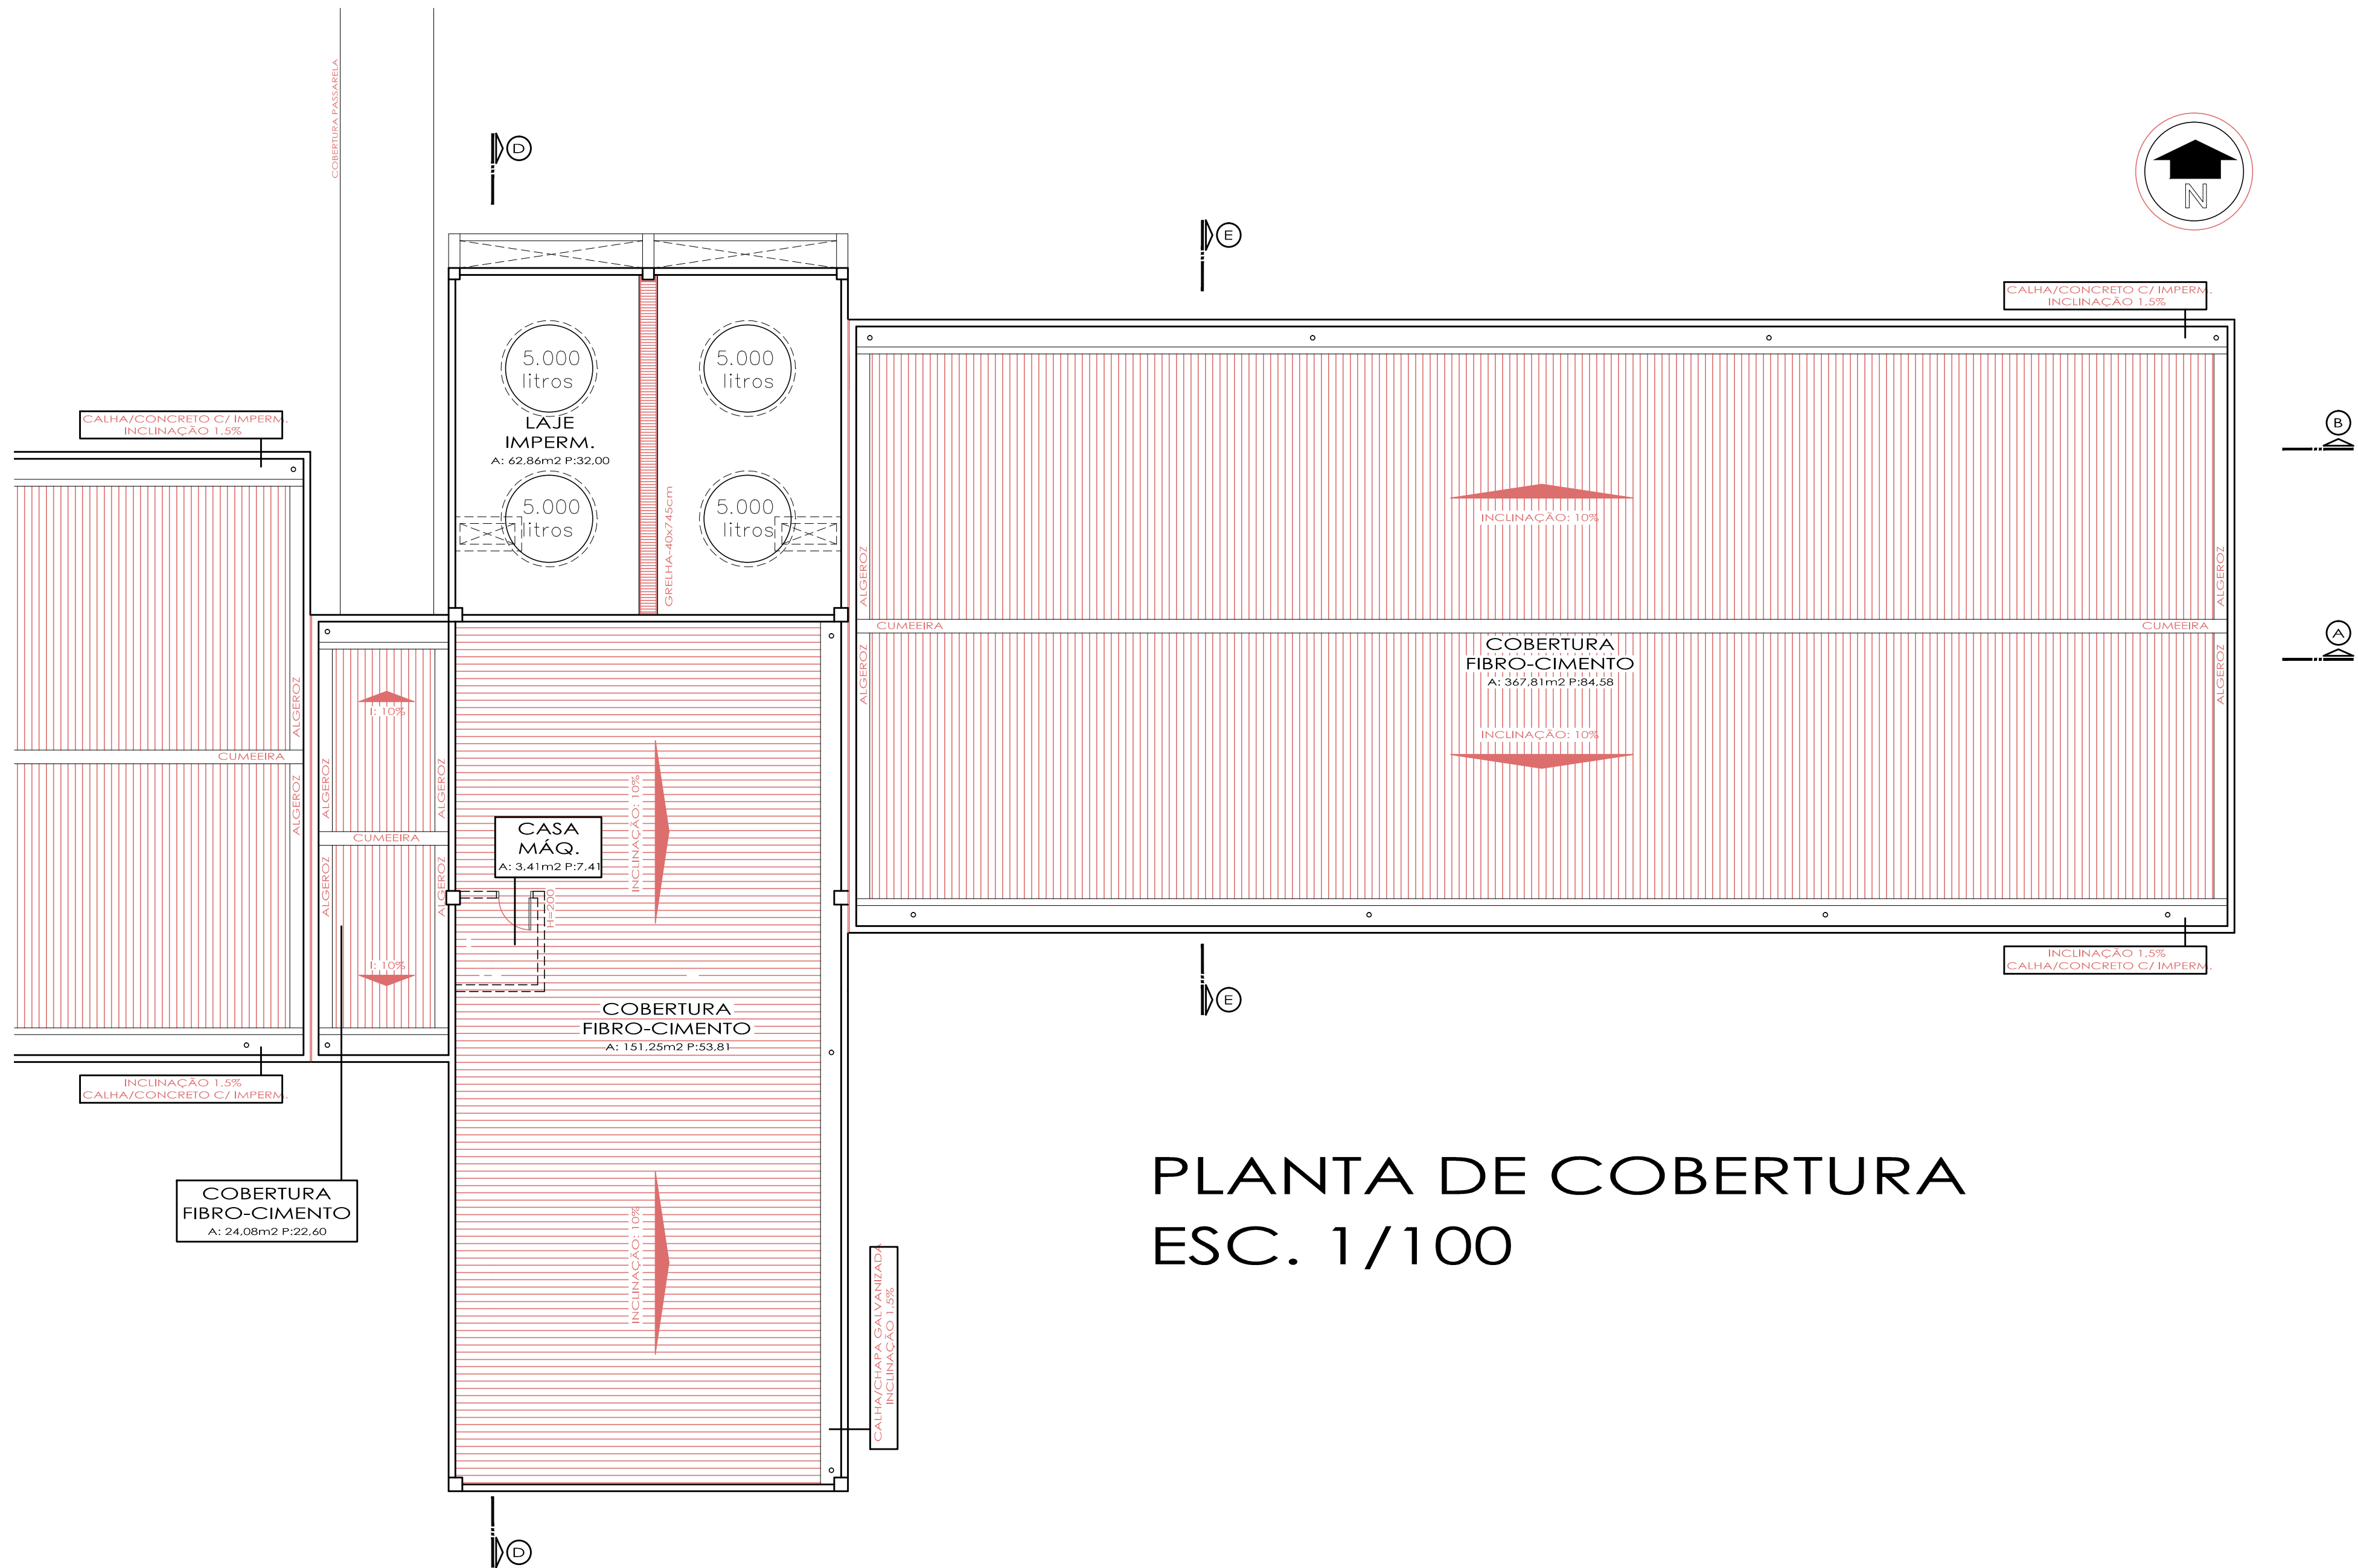 COBERTURA PASSARELA
D
E
N
CALHA/CONCRETO C/ IMPERM.
INCLINAÇÃO 1,5%
5.000
litros
5.000
litros
LAJE
IMPERM.
A: 62,86m2 P:32,00
5.000
litros
5.000
litros
GRELHA-40x745cm
CALHA/CONCRETO C/ IMPERM.
INCLINAÇÃO 1,5%
B
A
INCLINAÇÃO: 10%
ALGEROZ
ALGEROZ
CUMEEIRA
CUMEEIRA
COBERTURA
FIBRO-CIMENTO
A: 367,81m2 P:84,58
ALGEROZ
ALGEROZ
INCLINAÇÃO: 10%
ALGEROZ
CUMEEIRA
ALGEROZ
I: 10%
ALGEROZ
ALGEROZ
CUMEEIRA
ALGEROZ
ALGEROZ
I: 10%
INCLINAÇÃO: 10%
CASA
MÁQ.
A: 3,41m2 P:7,41
H=200
COBERTURA
FIBRO-CIMENTO
A: 151,25m2 P:53,81
INCLINAÇÃO 1,5%
CALHA/CONCRETO C/ IMPERM.
E
INCLINAÇÃO 1,5%
CALHA/CONCRETO C/ IMPERM.
COBERTURA
FIBRO-CIMENTO
A: 24,08m2 P:22,60
INCLINAÇÃO: 10%
CALHA/CHAPA GALVANIZADA
INCLINAÇÃO 1,5%
PLANTA DE COBERTURA
ESC. 1/100
D